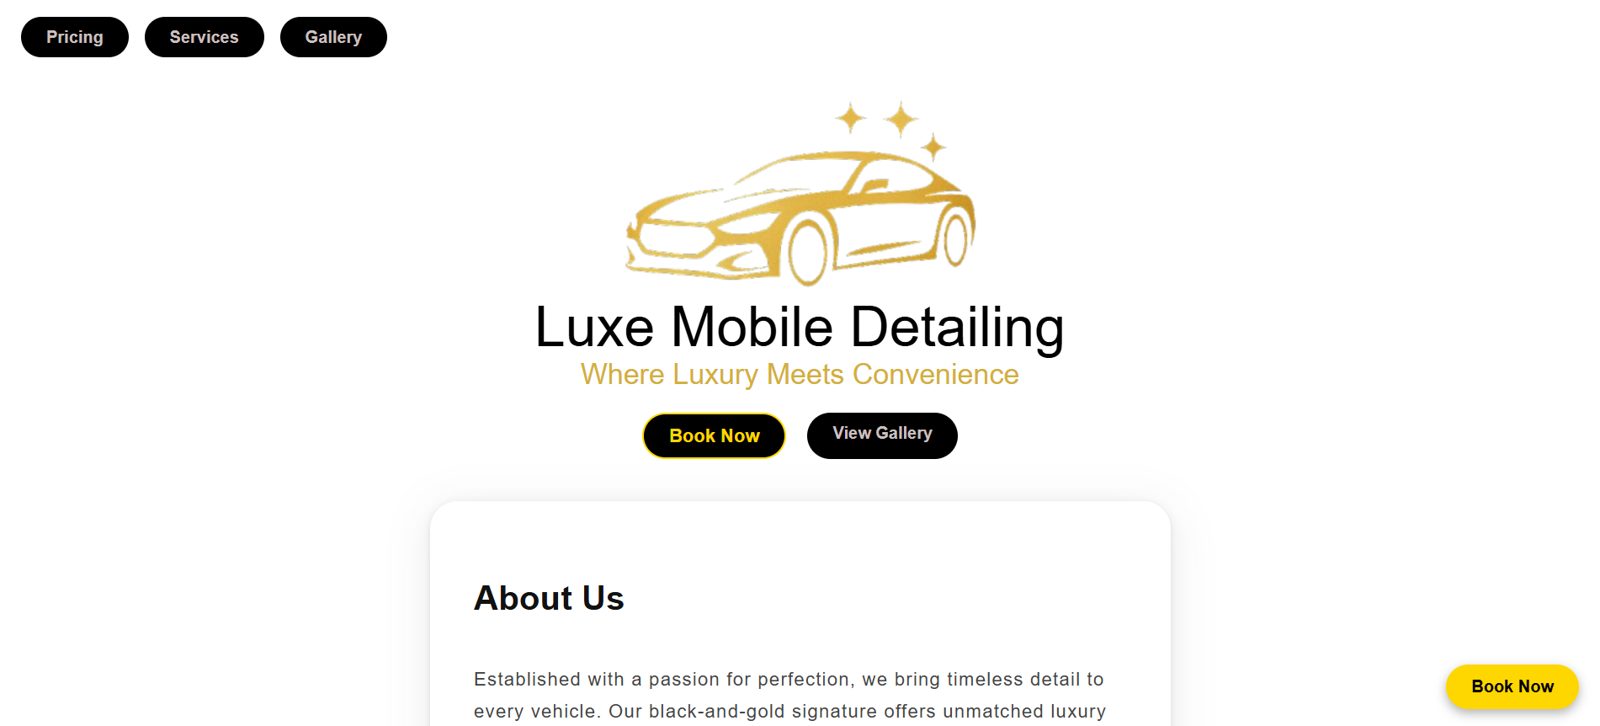 Pricing
Services
Gallery
Luxe Mobile Detailing
Where Luxury Meets Convenience
Book Now
View Gallery
About Us
Established with a passion for perfection, we bring timeless detail to
every vehicle. Our black-and-gold signature offers unmatched luxury
Book Now